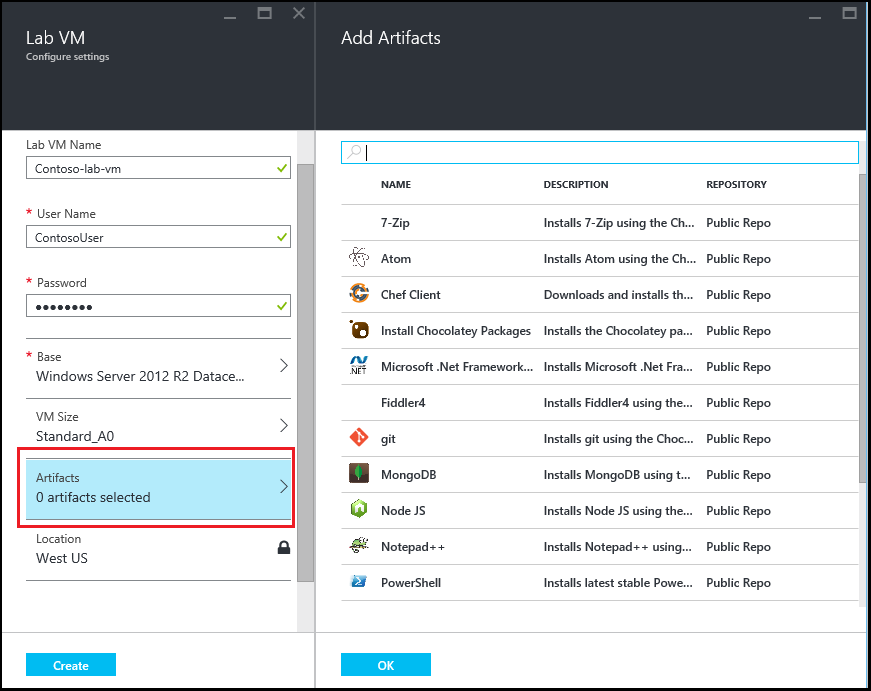 Lab VM
Configure settings
Lab VM Name
Contoso-lab-vm
* User Name
ContosoUser
* Password
••••••••
* Base
Windows Server 2012 R2 Datace...
VM Size
Standard_A0
Artifacts
0 artifacts selected
Location
West US
Create
Add Artifacts
NAME DESCRIPTION REPOSITORY
7-Zip Installs 7-Zip using the Ch... Public Repo
Atom Installs Atom using the Ch... Public Repo
Chef Client Downloads and installs th... Public Repo
Install Chocolatey Packages Installs the Chocolatey pa... Public Repo
.NET Microsoft .Net Framework... Installs Microsoft .Net Fra... Public Repo
Fiddler4 Installs Fiddler4 using the... Public Repo
git Installs git using the Choc... Public Repo
MongoDB Installs MongoDB using t... Public Repo
Node JS Installs Node JS using the... Public Repo
Notepad++ Installs Notepad++ using... Public Repo
PowerShell Installs latest stable Powe... Public Repo
OK